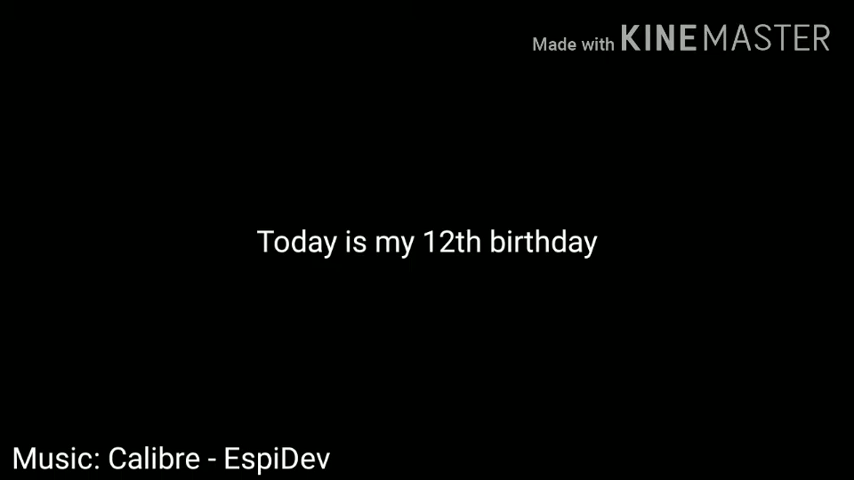 Made with KINEMASTER
Today is my 12th birthday
Music: Calibre - EspiDev